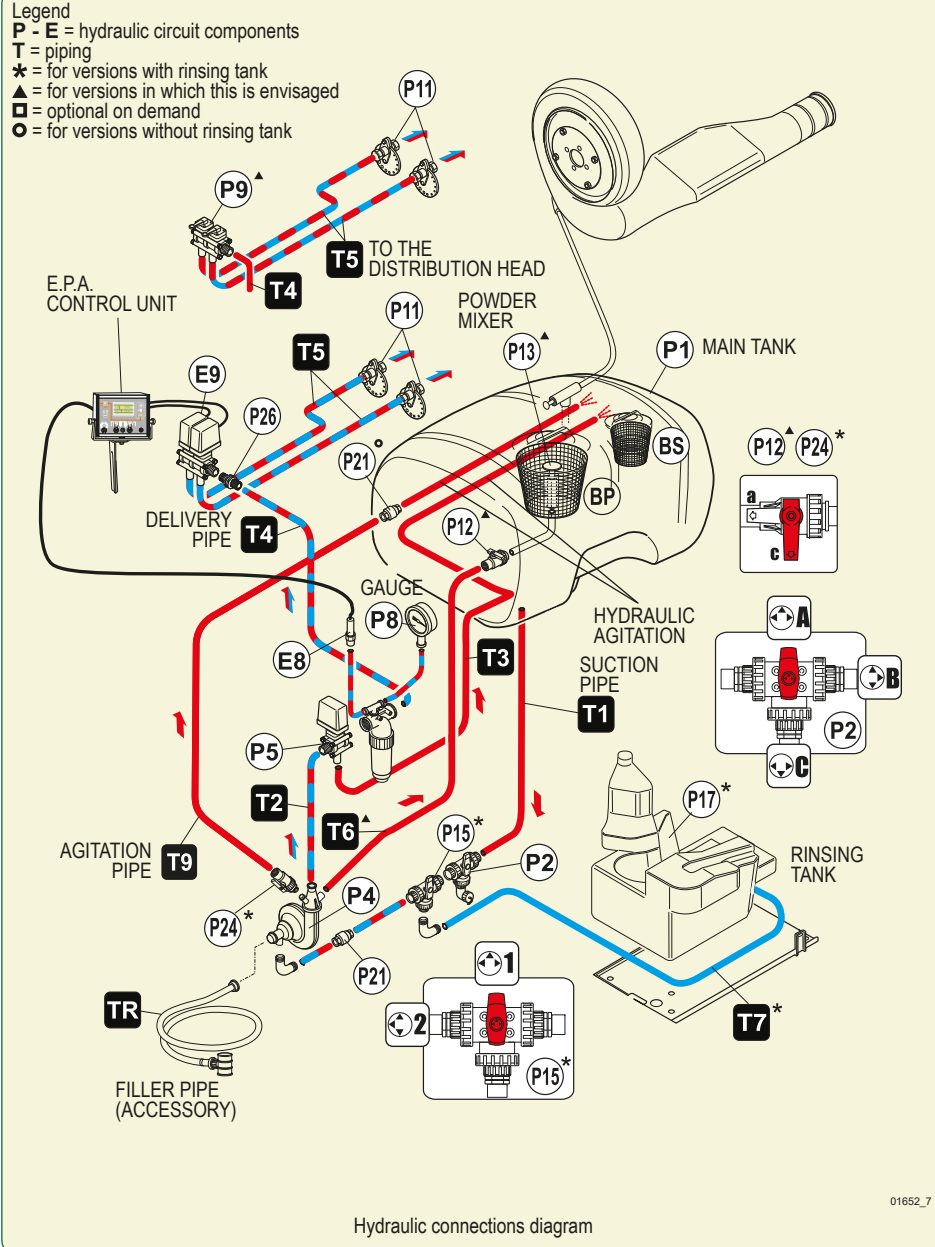 Legend
P - E = hydraulic circuit components
T = piping
* = for versions with rinsing tank
▲ = for versions in which this is envisaged
□ = optional on demand
○ = for versions without rinsing tank
P11
P9▲
T5 TO THE
DISTRIBUTION HEAD
T4
E.P.A.
CONTROL UNIT
POWDER
MIXER
P11
P13▲
P1 MAIN TANK
T5
E9
P26
P21○
BS
BP
P12▲ P24*
a
c
DELIVERY
PIPE T4
P12▲
GAUGE
P8
E8
HYDRAULIC
AGITATION
T3
SUCTION
PIPE
T1
A
B
P2
C
P5
T2
T6▲
P17*
AGITATION
PIPE T9
P15*
P2
RINSING
TANK
P24*
P4
P21
TR
1
2
P15*
T7*
FILLER PIPE
(ACCESSORY)
01652_7
Hydraulic connections diagram